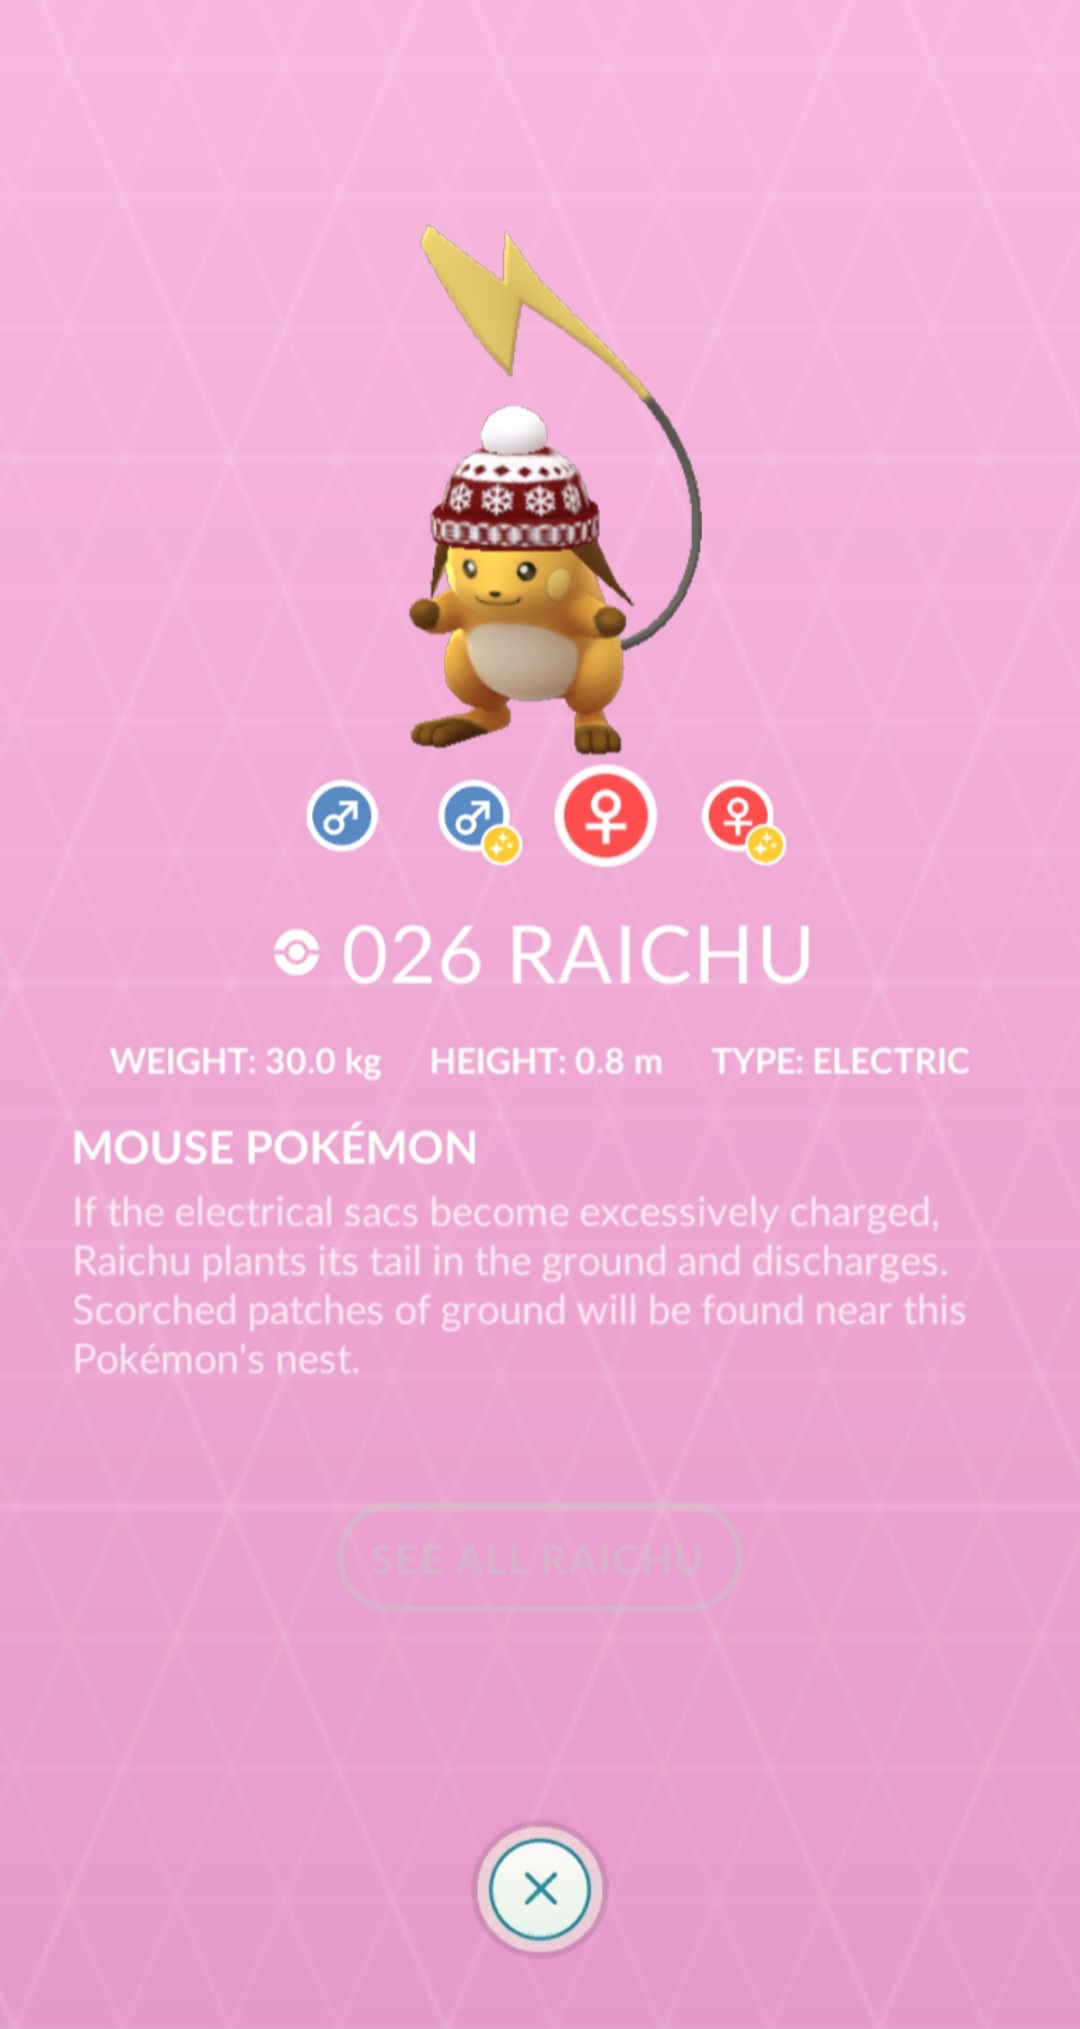 026 RAICHU
WEIGHT: 30.0 kg HEIGHT: 0.8 m TYPE: ELECTRIC
MOUSE POKÉMON
If the electrical sacs become excessively charged,
Raichu plants its tail in the ground and discharges.
Scorched patches of ground will be found near this
Pokémon's nest.
SEE ALL RAICHU